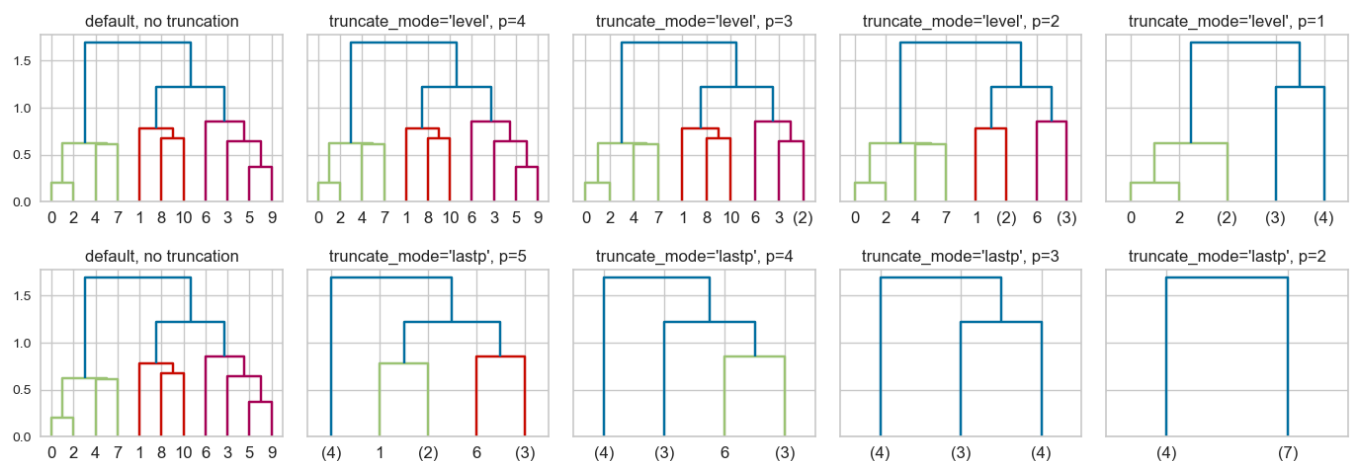 default, no truncation
truncate_mode='level', p=4
truncate_mode='level', p=3
truncate_mode='level', p=2
truncate_mode='level', p=1
1.5
1.0
0.5
0.0
0 2 4 7 1 8 10 6 3 5 9
0 2 4 7 1 8 10 6 3 5 9
0 2 4 7 1 8 10 6 3 (2)
0 2 4 7 1 (2) 6 (3)
0 2 (2) (3) (4)
default, no truncation
truncate_mode='lastp', p=5
truncate_mode='lastp', p=4
truncate_mode='lastp', p=3
truncate_mode='lastp', p=2
1.5
1.0
0.5
0.0
0 2 4 7 1 8 10 6 3 5 9
(4) 1 (2) 6 (3)
(4) (3) 6 (3)
(4) (3) (4)
(4) (7)